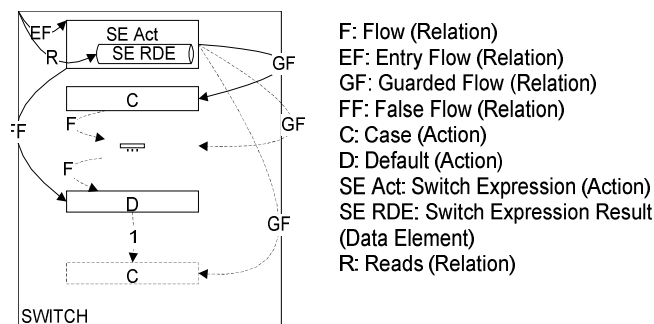 EF
SE Act
R
SE RDE
GF
C
F
GF
FF
F
D
GF
1
C
SWITCH
F: Flow (Relation)
EF: Entry Flow (Relation)
GF: Guarded Flow (Relation)
FF: False Flow (Relation)
C: Case (Action)
D: Default (Action)
SE Act: Switch Expression (Action)
SE RDE: Switch Expression Result
(Data Element)
R: Reads (Relation)